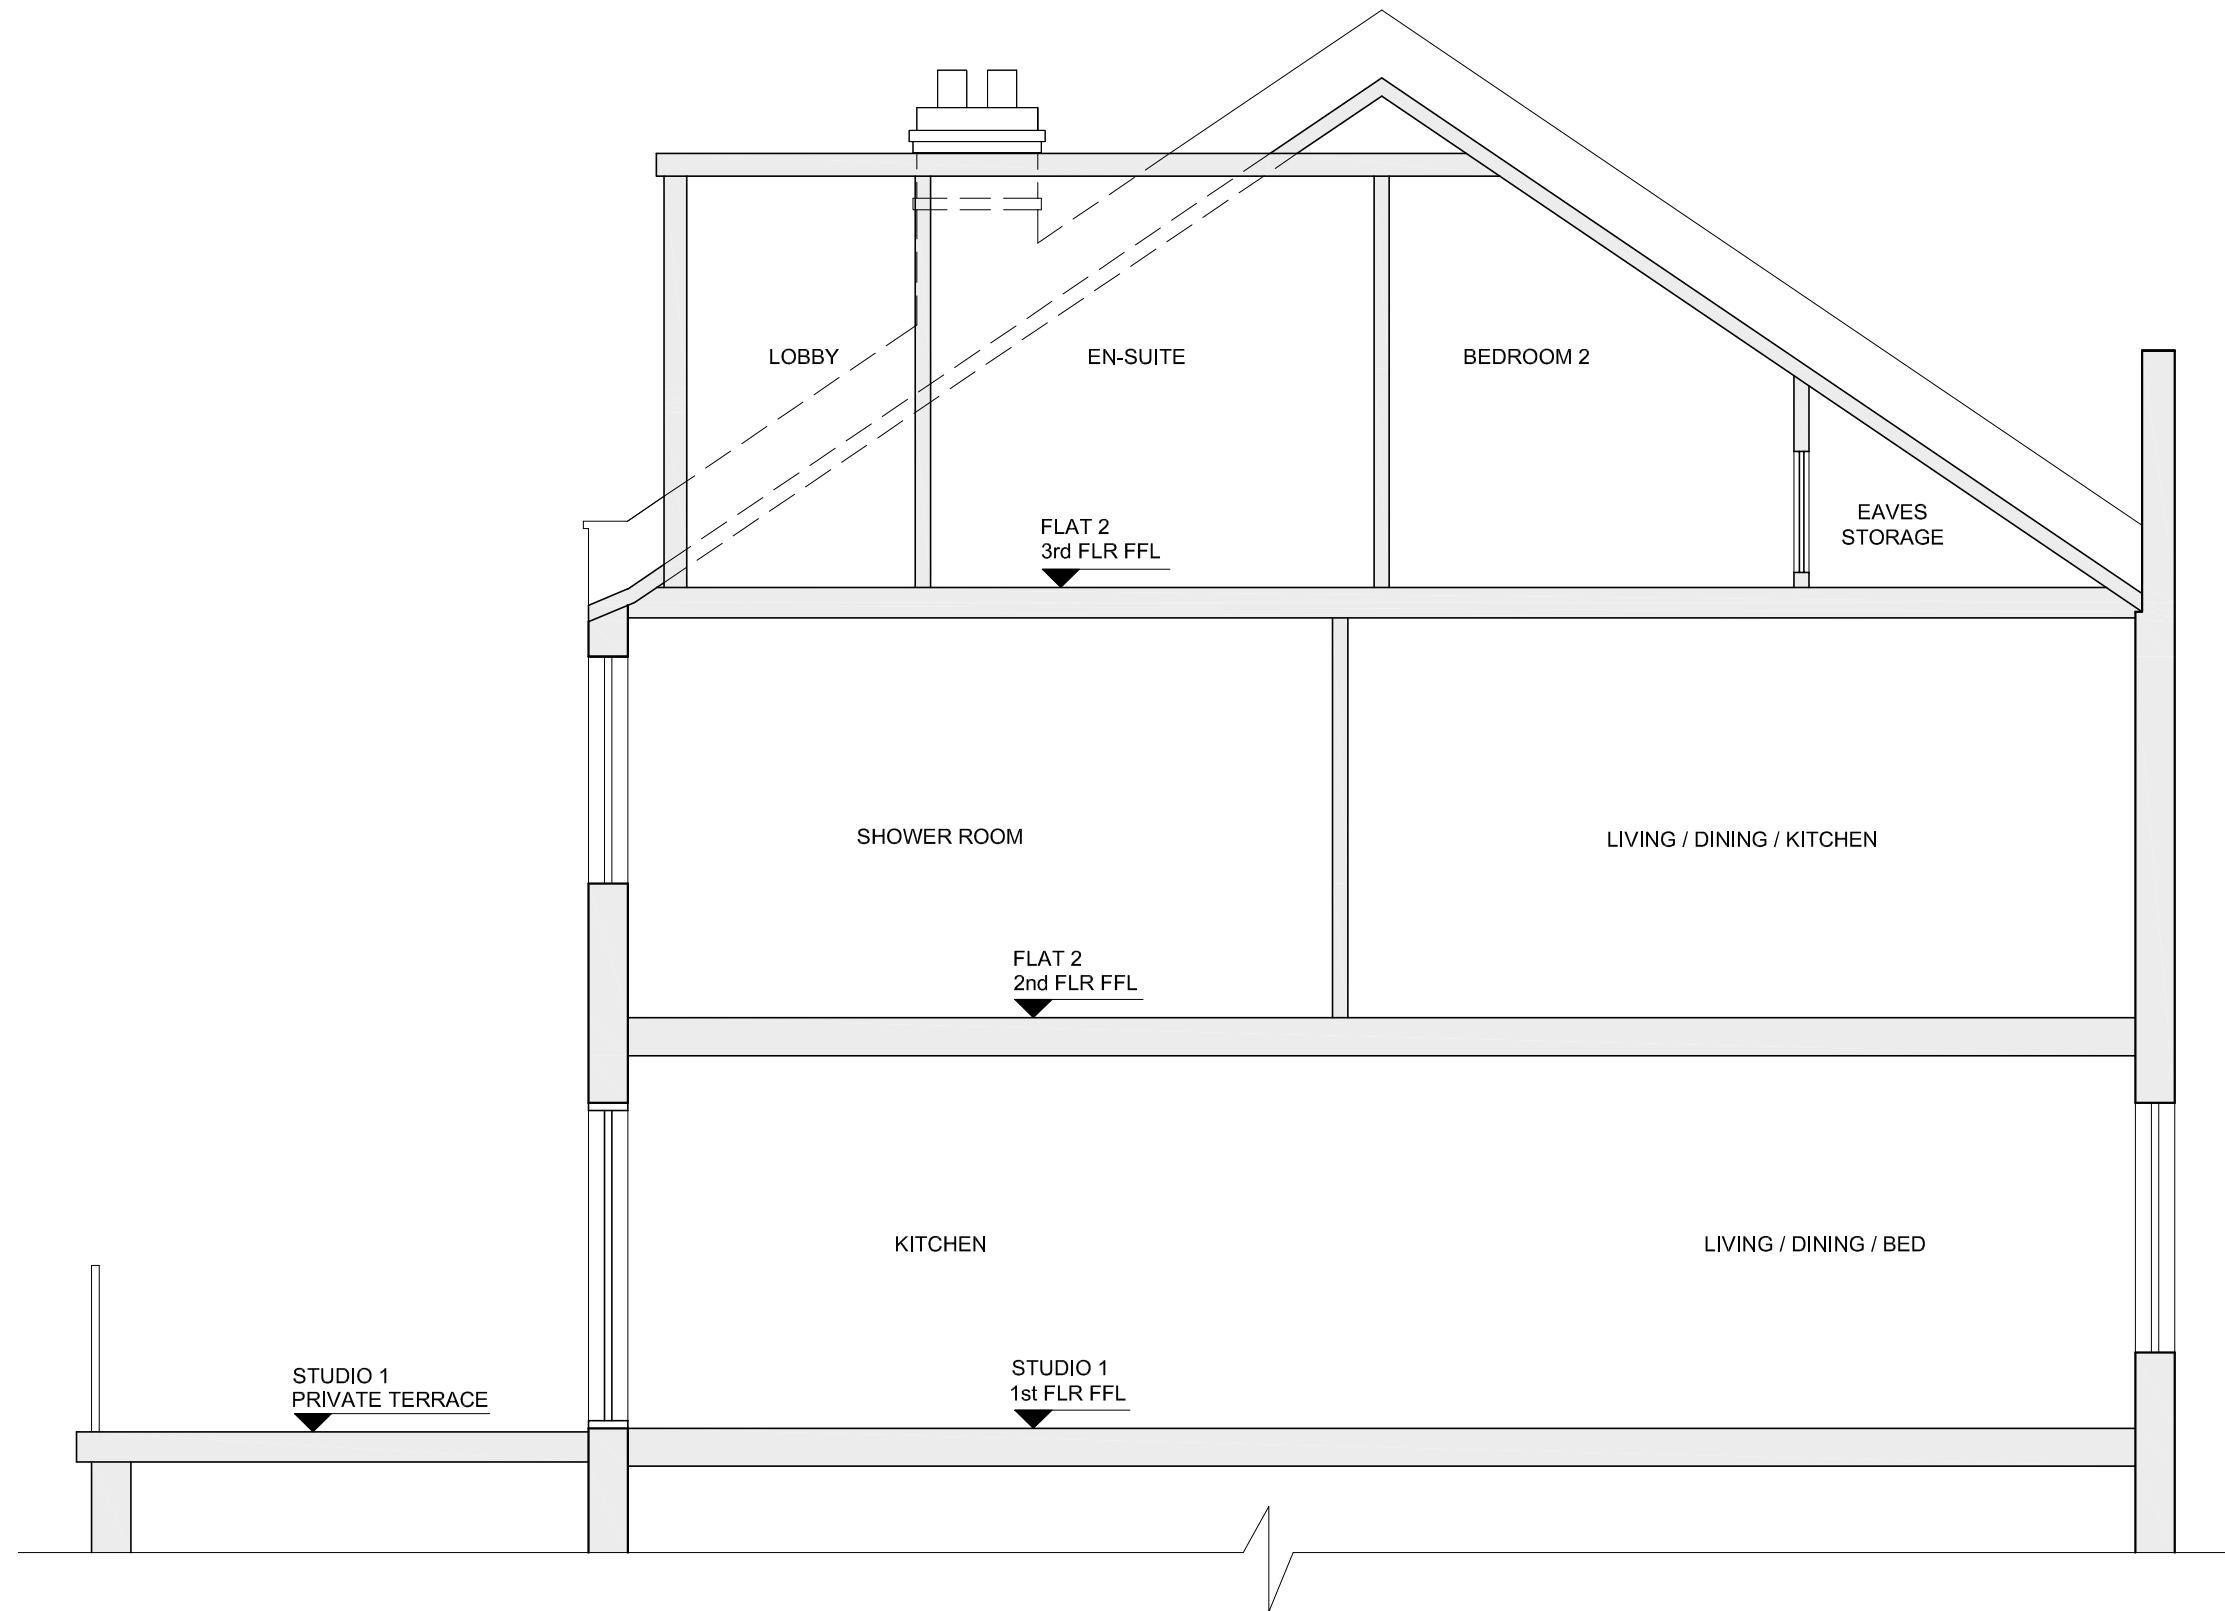 LOBBY
EN-SUITE
BEDROOM 2
EAVES
STORAGE
FLAT 2
3rd FLR FFL
SHOWER ROOM
LIVING / DINING / KITCHEN
FLAT 2
2nd FLR FFL
KITCHEN
LIVING / DINING / BED
STUDIO 1
PRIVATE TERRACE
STUDIO 1
1st FLR FFL